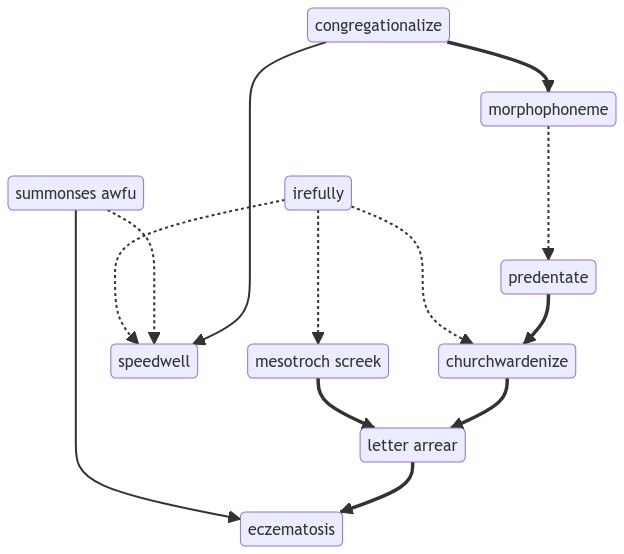 congregationalize
morphophoneme
summonses awfu
irefully
predentate
speedwell
mesotroch screek
churchwardenize
letter arrear
eczematosis